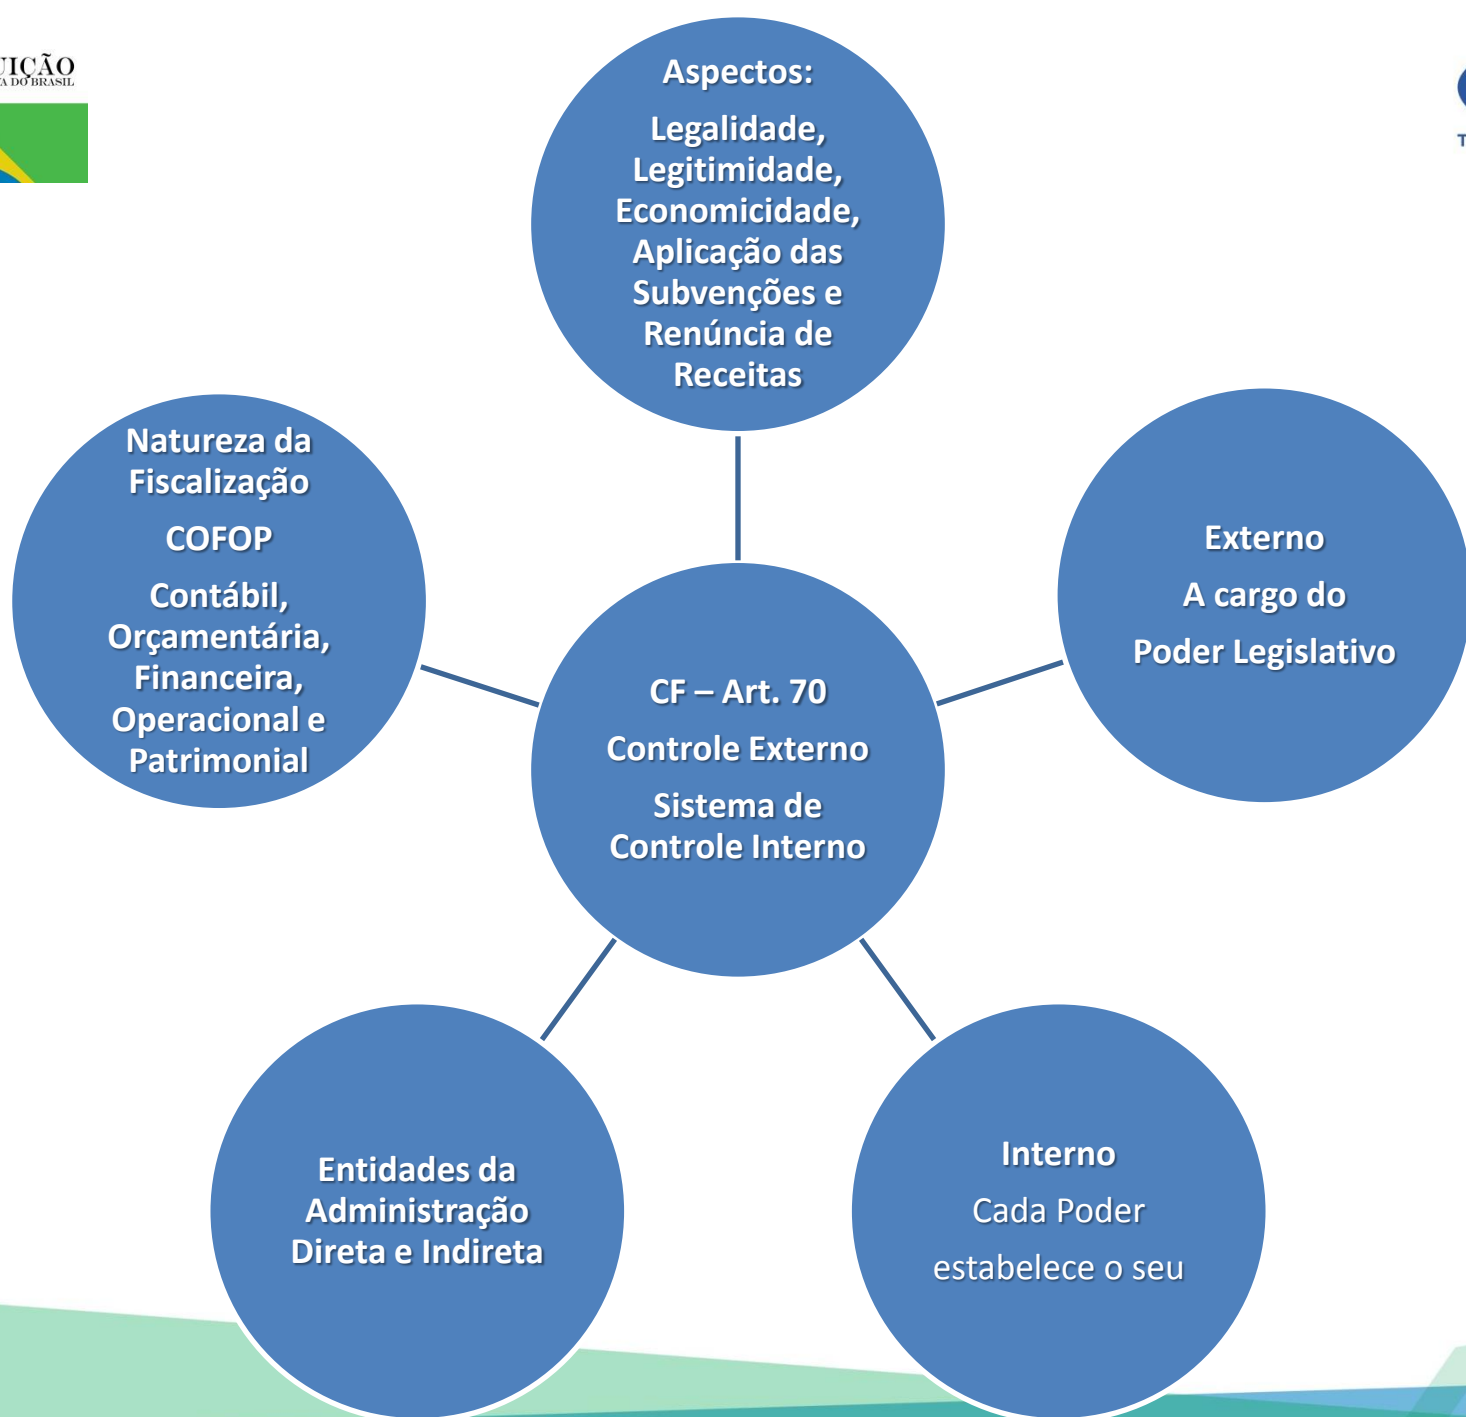 Aspectos:
Legalidade,
Legitimidade,
Economicidade,
Aplicação das
Subvenções e
Renúncia de
Receitas
Natureza da
Fiscalização
COFOP
Contábil,
Orçamentária,
Financeira,
Operacional e
Patrimonial
Externo
A cargo do
Poder Legislativo
CF – Art. 70
Controle Externo
Sistema de
Controle Interno
Entidades da
Administração
Direta e Indireta
Interno
Cada Poder
estabelece o seu